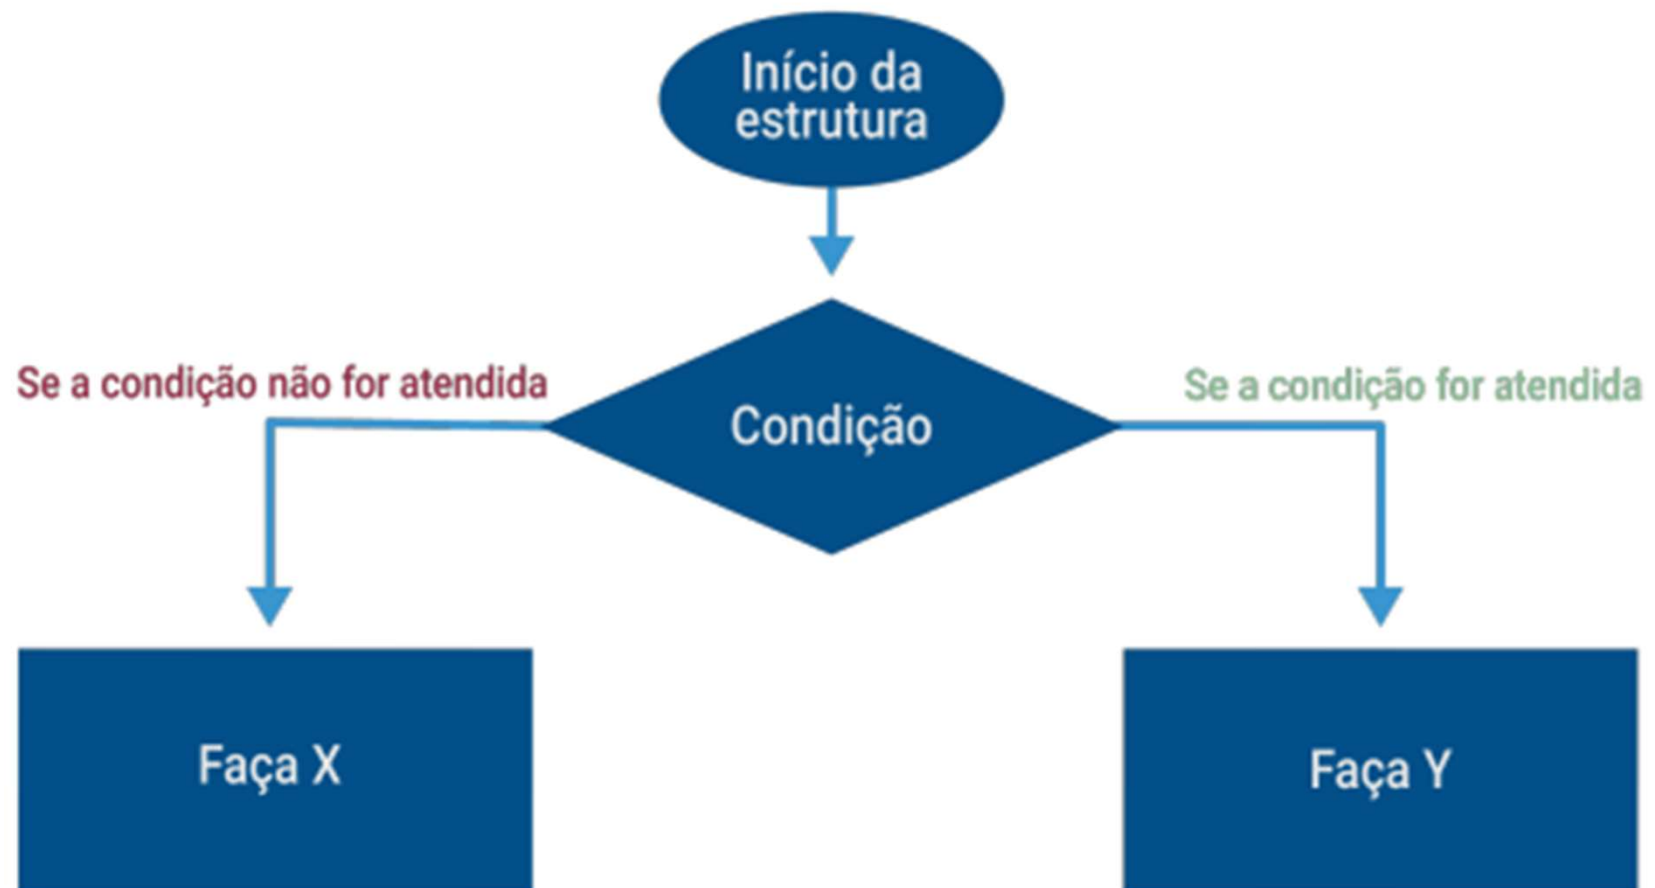 Início da
estrutura
Se a condição não for atendida
Condição
Se a condição for atendida
Faça X
Faça Y